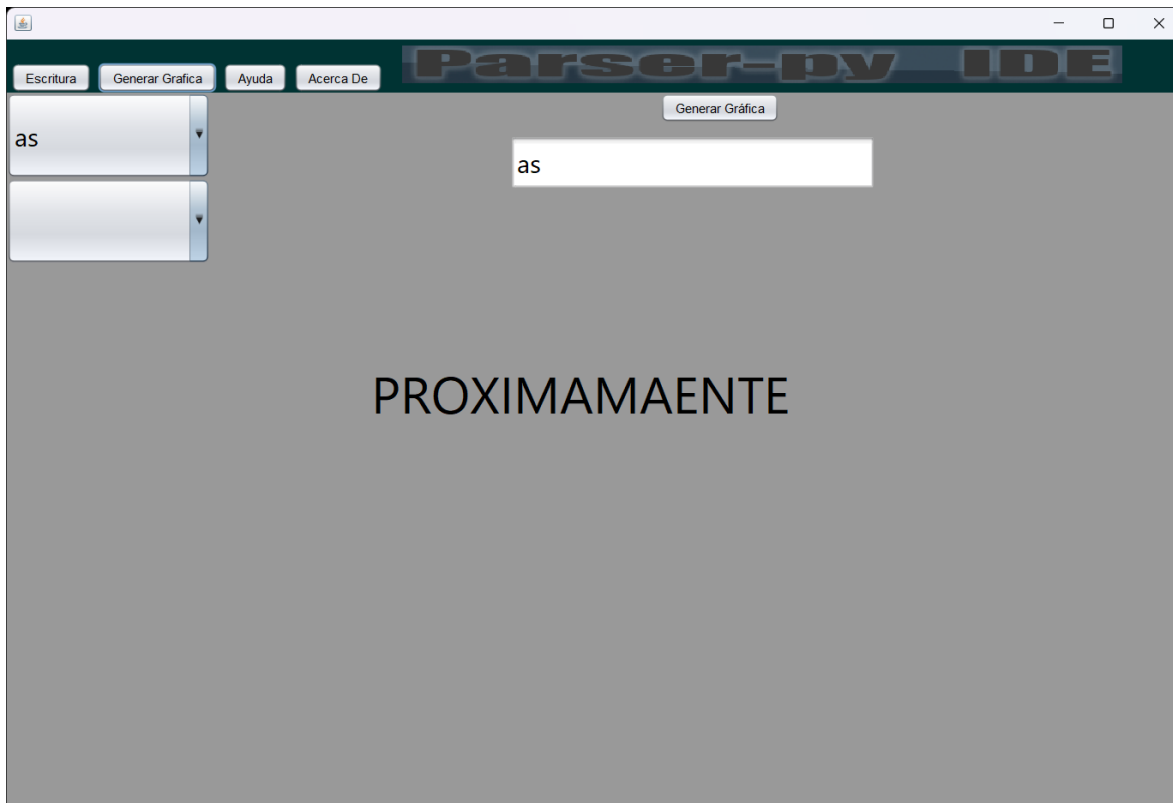 Parser-py IDE
Escritura Generar Grafica Ayuda Acerca De
Generar Gráfica
as
as
PROXIMAMAENTE